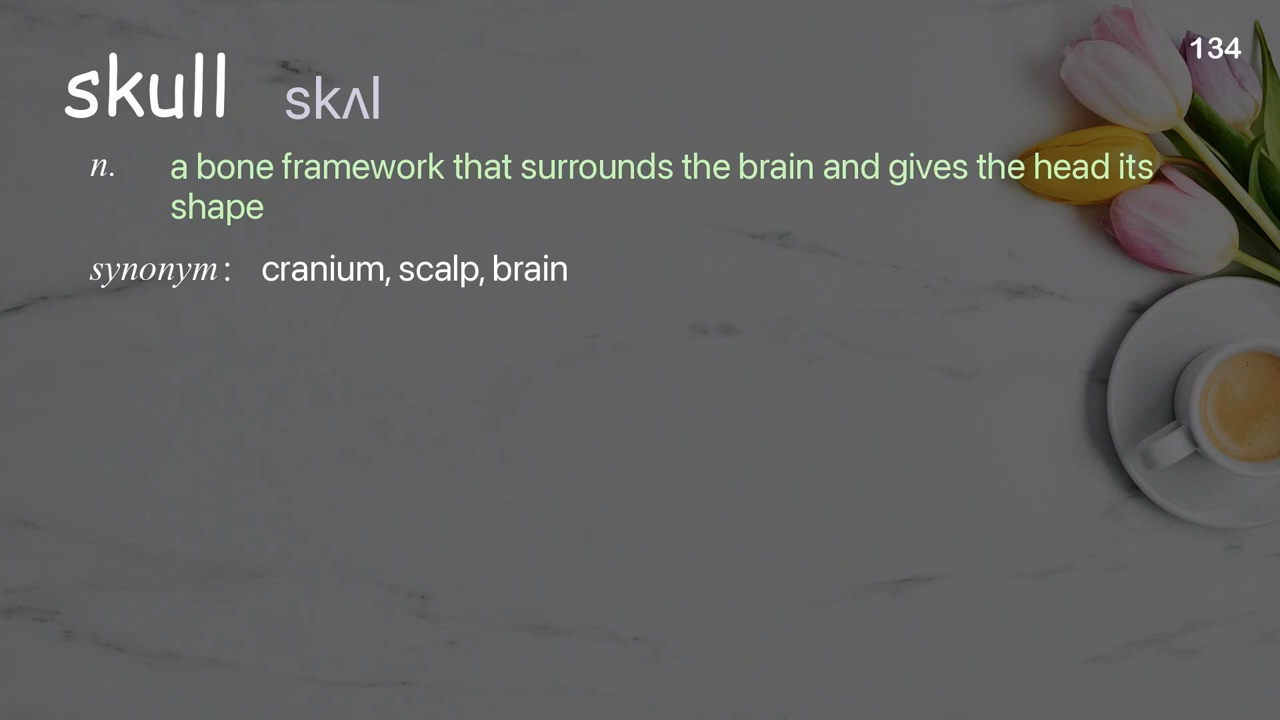 134
skull skʌl
n. a bone framework that surrounds the brain and gives the head its
shape
synonym: cranium, scalp, brain